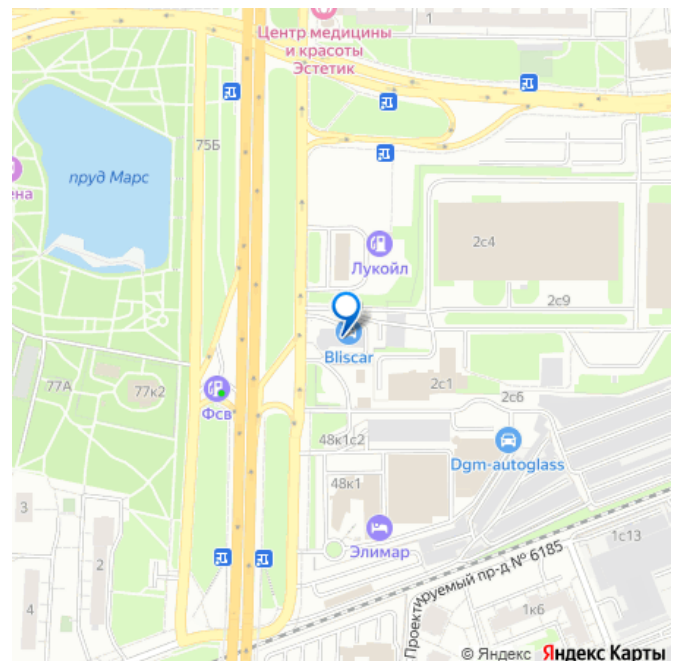 1
Центр медицины
и красоты
Эстетик
75Б
пруд Марс
ена
2с4
Лукойл
2с9
Bliscar
77А
77к2
Фсв
2с1
2с6
48к1с2
Dgm-autoglass
48к1
3
Элимар
2
4
Проектируемый пр-д № 6185
1с13
1к6
© Яндекс Яндекс Карты